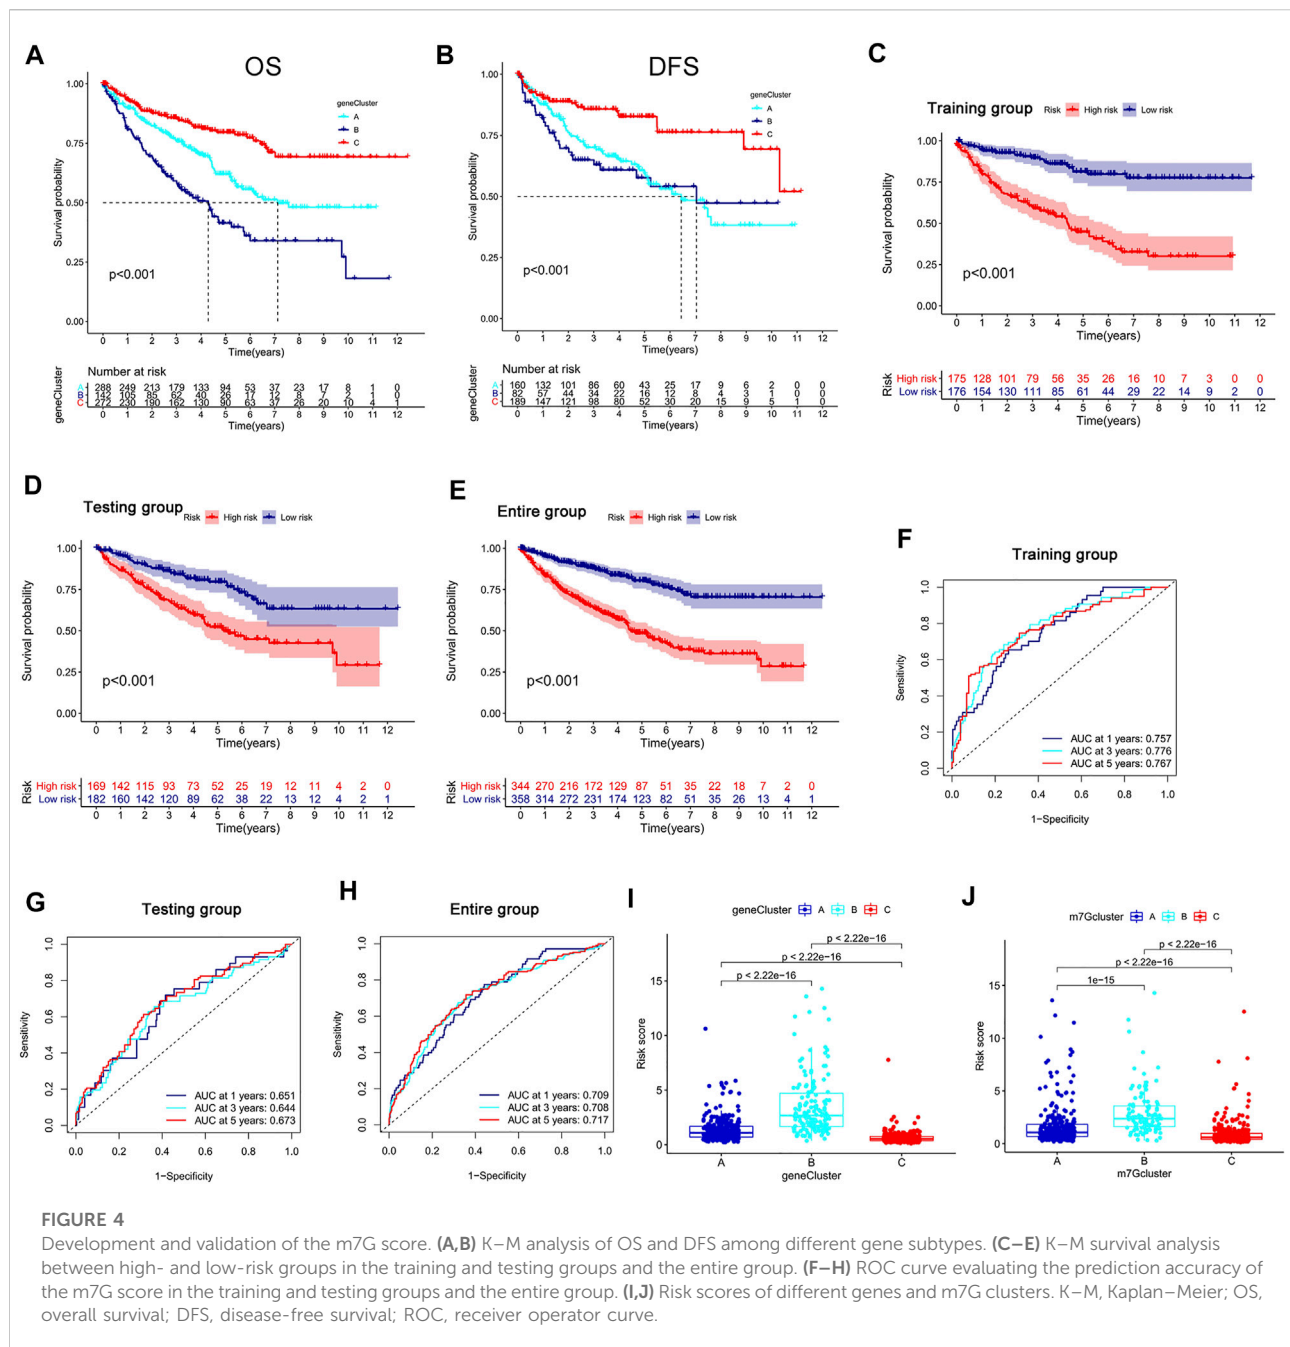 A
OS
geneCluster
A
B
C
1.00
0.75
0.50
0.25
0.00
Survival probability
p<0.001
0 1 2 3 4 5 6 7 8 9 10 11 12
Time(years)
Number at risk
geneCluster
A 288 249 213 179 133 94 53 37 23 17 8 1 0
B 142 105 85 62 40 26 17 12 8 7 2 1 0
C 272 230 190 162 130 90 63 37 26 20 10 4 1
0 1 2 3 4 5 6 7 8 9 10 11 12
Time(years)
B
DFS
geneCluster
A
B
C
1.00
0.75
0.50
0.25
0.00
Survival probability
p<0.001
0 1 2 3 4 5 6 7 8 9 10 11 12
Time(years)
Number at risk
geneCluster
A 160 132 101 86 60 43 25 17 9 6 2 0 0
B 82 57 44 34 22 16 12 8 4 3 1 0 0
C 189 147 121 98 80 52 30 20 15 9 5 1 0
0 1 2 3 4 5 6 7 8 9 10 11 12
Time(years)
C
Training group
Risk High risk Low risk
1.00
0.75
0.50
0.25
0.00
Survival probability
p<0.001
0 1 2 3 4 5 6 7 8 9 10 11 12
Time(years)
Risk
High risk 175 128 101 79 56 35 26 16 10 7 3 0 0
Low risk 176 154 130 111 85 61 44 29 22 14 9 2 0
0 1 2 3 4 5 6 7 8 9 10 11 12
Time(years)
D
Testing group
Risk High risk Low risk
1.00
0.75
0.50
0.25
0.00
Survival probability
p<0.001
0 1 2 3 4 5 6 7 8 9 10 11 12
Time(years)
Risk
High risk 169 142 115 93 73 52 25 19 12 11 4 2 0
Low risk 182 160 142 120 89 62 38 22 13 12 4 2 1
0 1 2 3 4 5 6 7 8 9 10 11 12
Time(years)
E
Entire group
Risk High risk Low risk
1.00
0.75
0.50
0.25
0.00
Survival probability
p<0.001
0 1 2 3 4 5 6 7 8 9 10 11 12
Time(years)
Risk
High risk 344 270 216 172 129 87 51 35 22 18 7 2 0
Low risk 358 314 272 231 174 123 82 51 35 26 13 4 1
0 1 2 3 4 5 6 7 8 9 10 11 12
Time(years)
F
Training group
1.0
0.8
0.6
0.4
0.2
0.0
Sensitivity
AUC at 1 years: 0.757
AUC at 3 years: 0.776
AUC at 5 years: 0.767
0.0 0.2 0.4 0.6 0.8 1.0
1−Specificity
G
Testing group
1.0
0.8
0.6
0.4
0.2
0.0
Sensitivity
AUC at 1 years: 0.651
AUC at 3 years: 0.644
AUC at 5 years: 0.673
0.0 0.2 0.4 0.6 0.8 1.0
1−Specificity
H
Entire group
1.0
0.8
0.6
0.4
0.2
0.0
Sensitivity
AUC at 1 years: 0.709
AUC at 3 years: 0.708
AUC at 5 years: 0.717
0.0 0.2 0.4 0.6 0.8 1.0
1−Specificity
I
geneCluster A B C
p < 2.22e−16
p < 2.22e−16
p < 2.22e−16
15
10
5
0
Risk score
A B C
geneCluster
J
m7Gcluster A B C
p < 2.22e−16
p < 2.22e−16
1e−15
15
10
5
0
Risk score
A B C
m7Gcluster
FIGURE 4
Development and validation of the m7G score. (A,B) K–M analysis of OS and DFS among different gene subtypes. (C–E) K–M survival analysis
between high- and low-risk groups in the training and testing groups and the entire group. (F–H) ROC curve evaluating the prediction accuracy of
the m7G score in the training and testing groups and the entire group. (I,J) Risk scores of different genes and m7G clusters. K–M, Kaplan–Meier; OS,
overall survival; DFS, disease-free survival; ROC, receiver operator curve.